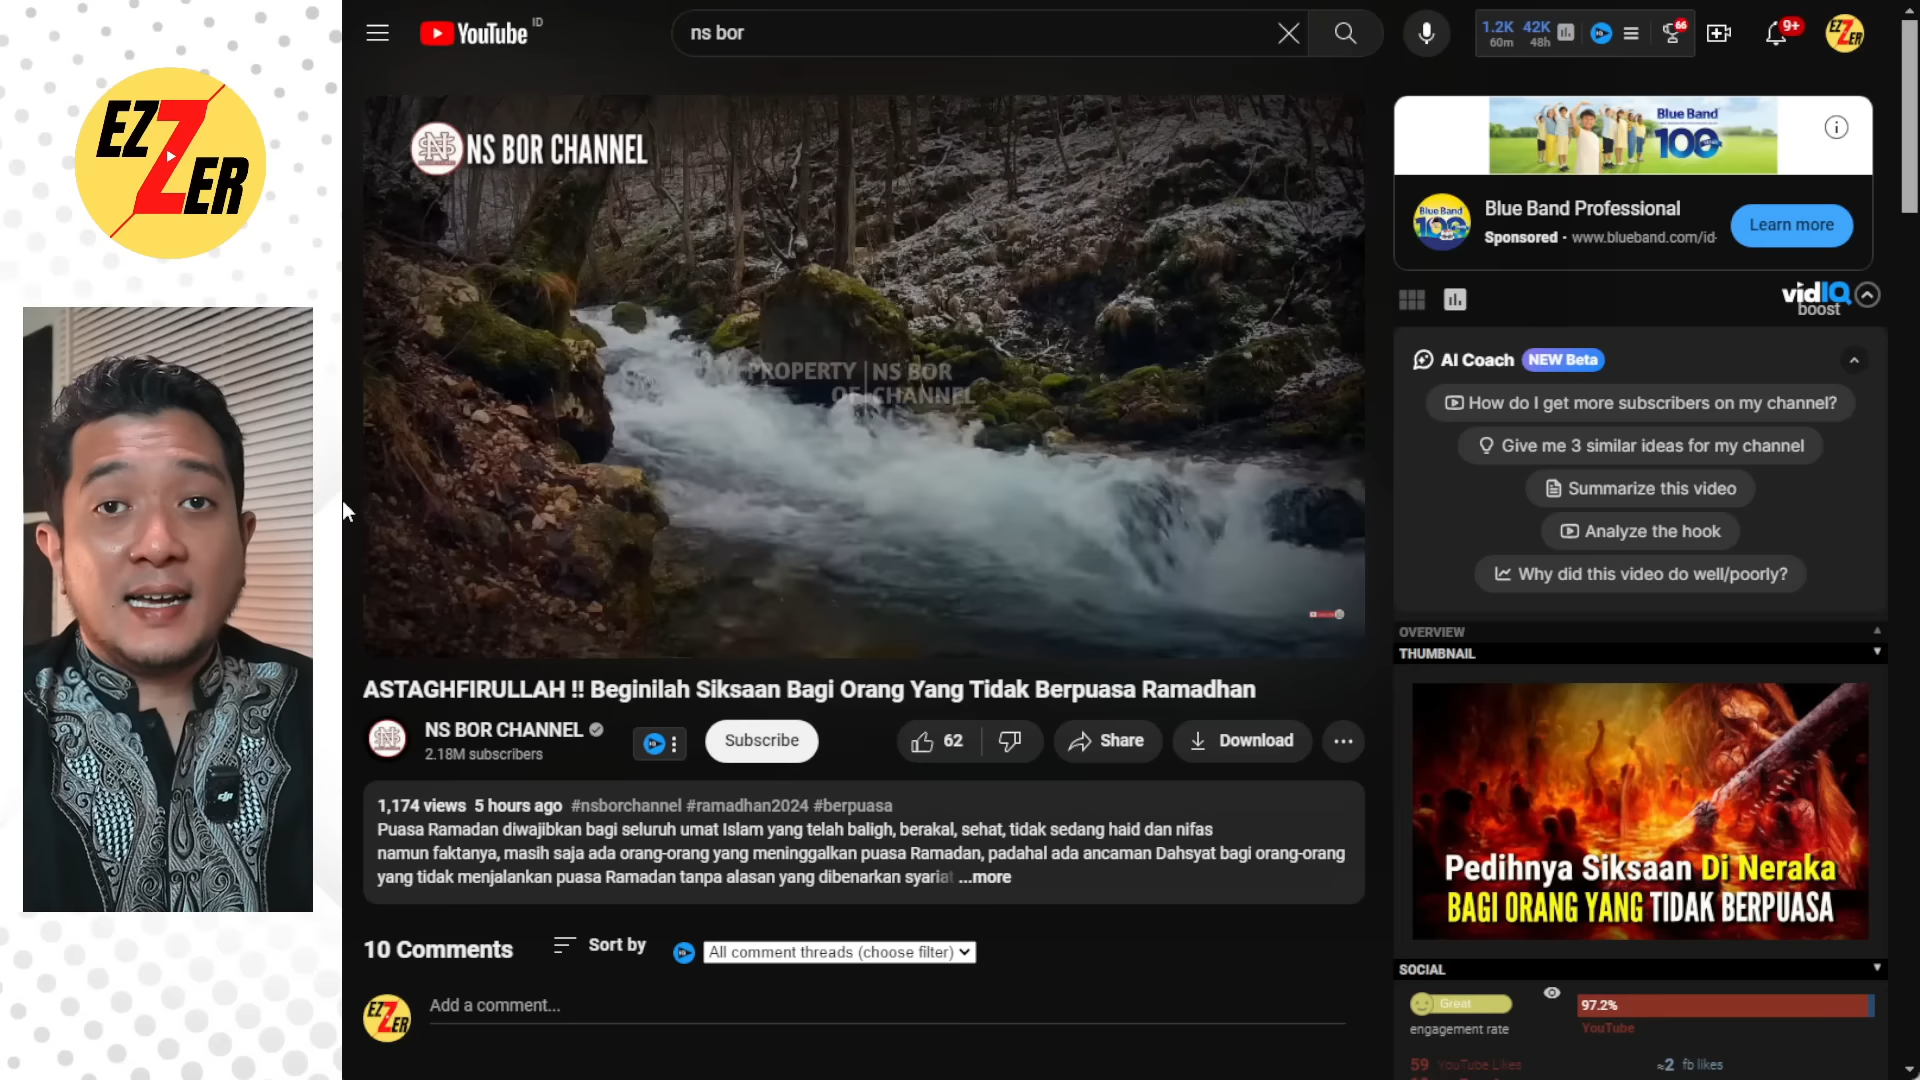 EZ
Z
ER
YouTube ID
ns bor
1.2K 42K
60m 48h
66
9+
EZZER
NS BOR CHANNEL
PROPERTY OF
NS BOR CHANNEL
Blue Band
100
Blue Band
100
Blue Band Professional
Sponsored · www.blueband.com/id-
Learn more
vidIQ
boost
AI Coach NEW Beta
How do I get more subscribers on my channel?
Give me 3 similar ideas for my channel
Summarize this video
Analyze the hook
Why did this video do well/poorly?
OVERVIEW
THUMBNAIL
Pedihnya Siksaan Di Neraka
BAGI ORANG YANG TIDAK BERPUASA
SOCIAL
Great
engagement rate
97.2%
YouTube
59 YouTube Likes
≈2 fb likes
ASTAGHFIRULLAH !! Beginilah Siksaan Bagi Orang Yang Tidak Berpuasa Ramadhan
NS BOR CHANNEL
2.18M subscribers
Subscribe
62
Share
Download
1,174 views 5 hours ago #nsborchannel #ramadhan2024 #berpuasa
Puasa Ramadan diwajibkan bagi seluruh umat Islam yang telah baligh, berakal, sehat, tidak sedang haid dan nifas
namun faktanya, masih saja ada orang-orang yang meninggalkan puasa Ramadan, padahal ada ancaman Dahsyat bagi orang-orang
yang tidak menjalankan puasa Ramadan tanpa alasan yang dibenarkan syariat ...more
10 Comments
Sort by
All comment threads (choose filter)
EZZER
Add a comment...
dji